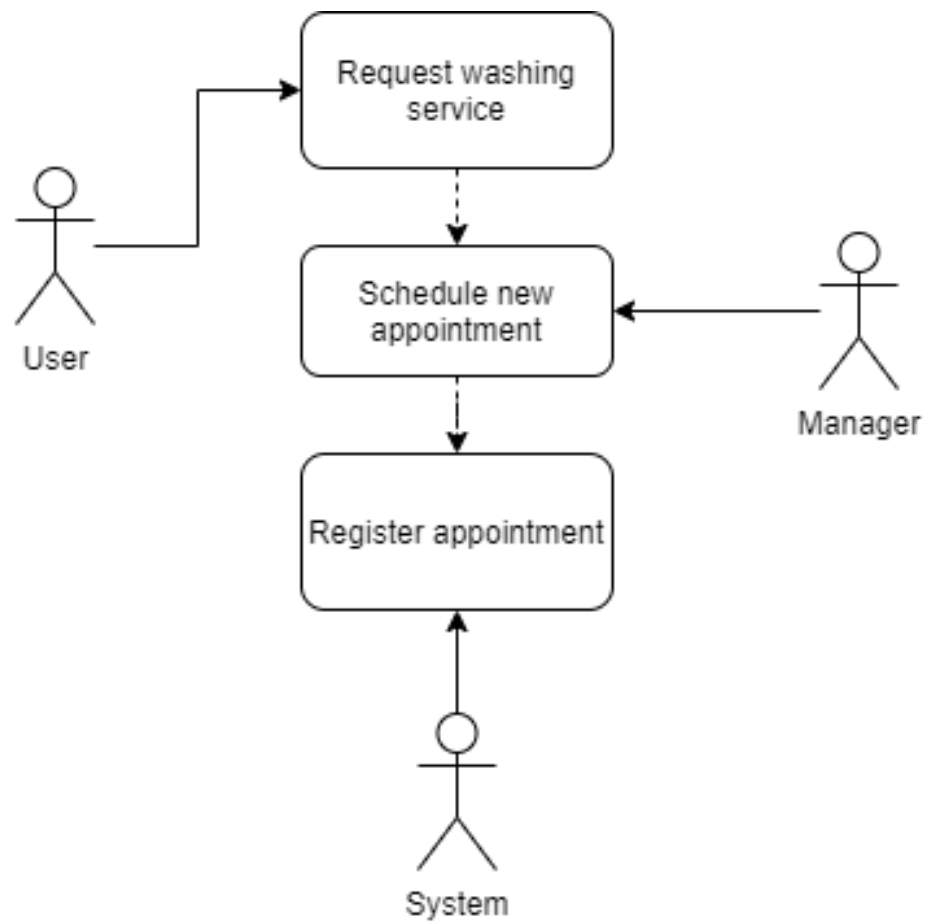 Request washing
service
Schedule new
appointment
User
Manager
Register appointment
System